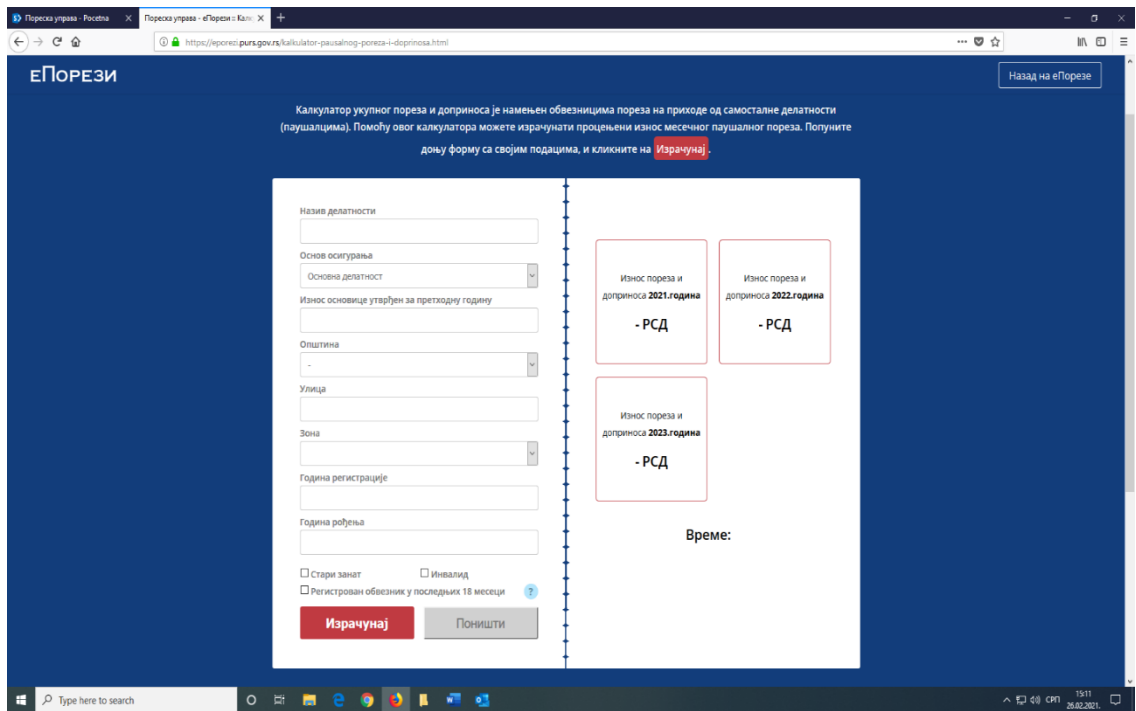 Пореска управа - Pocetna
Пореска управа - еПорези :: Калк
https://eporezi.purs.gov.rs/kalkulator-pausalnog-poreza-i-doprinosa.html
еПорези
Назад на еПорезе
Калкулатор укупног пореза и доприноса је намењен обвезницима пореза на приходе од самосталне делатности
(паушалцима). Помоћу овог калкулатора можете израчунати процењени износ месечног паушалног пореза. Попуните
доњу форму са својим подацима, и кликните на Израчунај .
Назив делатности
Основ осигурања
Основна делатност
Износ основице утврђен за претходну годину
Општина
-
Улица
Зона
Година регистрације
Година рођења
Стари занат
Инвалид
Регистрован обвезник у последњих 18 месеци
?
Израчунај
Поништи
Износ пореза и
доприноса 2021.година
- РСД
Износ пореза и
доприноса 2022.година
- РСД
Износ пореза и
доприноса 2023.година
- РСД
Време:
Type here to search
СРП
15:11
26.02.2021.